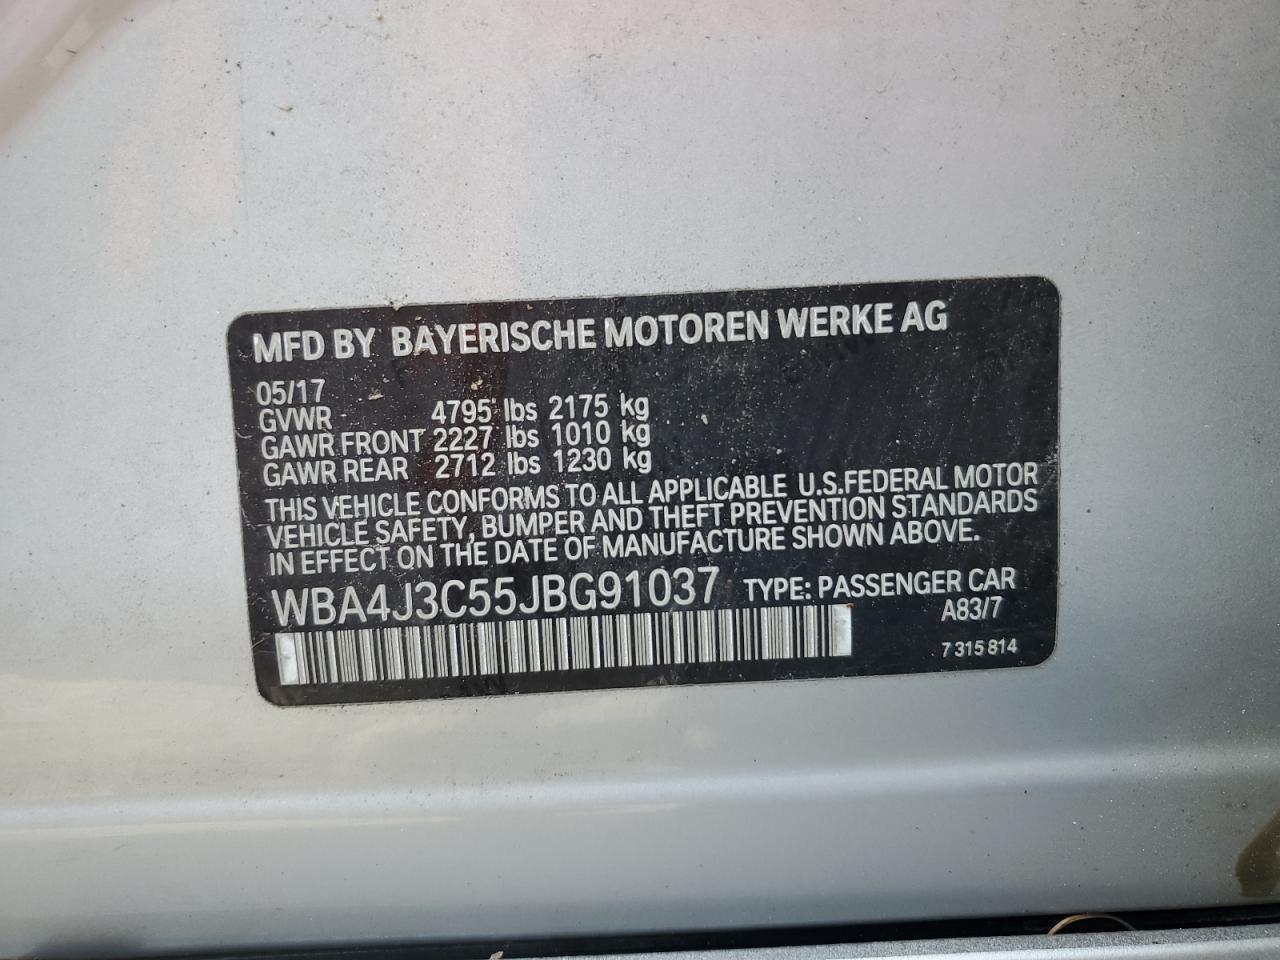 MFD BY BAYERISCHE MOTOREN WERKE AG
05/17
GVWR 4795 lbs 2175 kg
GAWR FRONT 2227 lbs 1010 kg
GAWR REAR 2712 lbs 1230 kg
THIS VEHICLE CONFORMS TO ALL APPLICABLE U.S.FEDERAL MOTOR
VEHICLE SAFETY, BUMPER AND THEFT PREVENTION STANDARDS
IN EFFECT ON THE DATE OF MANUFACTURE SHOWN ABOVE.
WBA4J3C55JBG91037 TYPE: PASSENGER CAR
A83/7
7 315 814